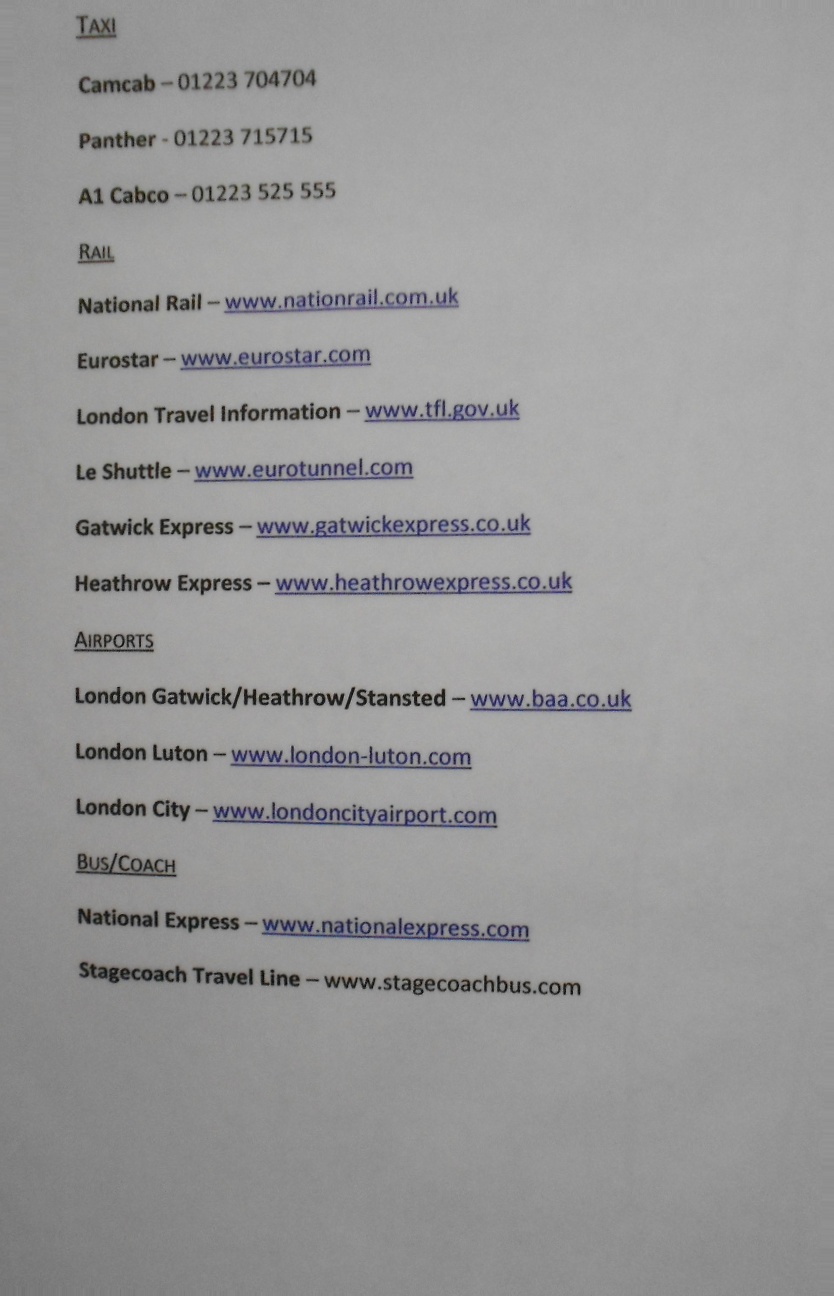 TAXI
Camcab – 01223 704704
Panther - 01223 715715
A1 Cabco – 01223 525 555
RAIL
National Rail – www.nationrail.com.uk
Eurostar – www.eurostar.com
London Travel Information – www.tfl.gov.uk
Le Shuttle – www.eurotunnel.com
Gatwick Express – www.gatwickexpress.co.uk
Heathrow Express – www.heathrowexpress.co.uk
AIRPORTS
London Gatwick/Heathrow/Stansted – www.baa.co.uk
London Luton – www.london-luton.com
London City – www.londoncityairport.com
BUS/COACH
National Express – www.nationalexpress.com
Stagecoach Travel Line – www.stagecoachbus.com